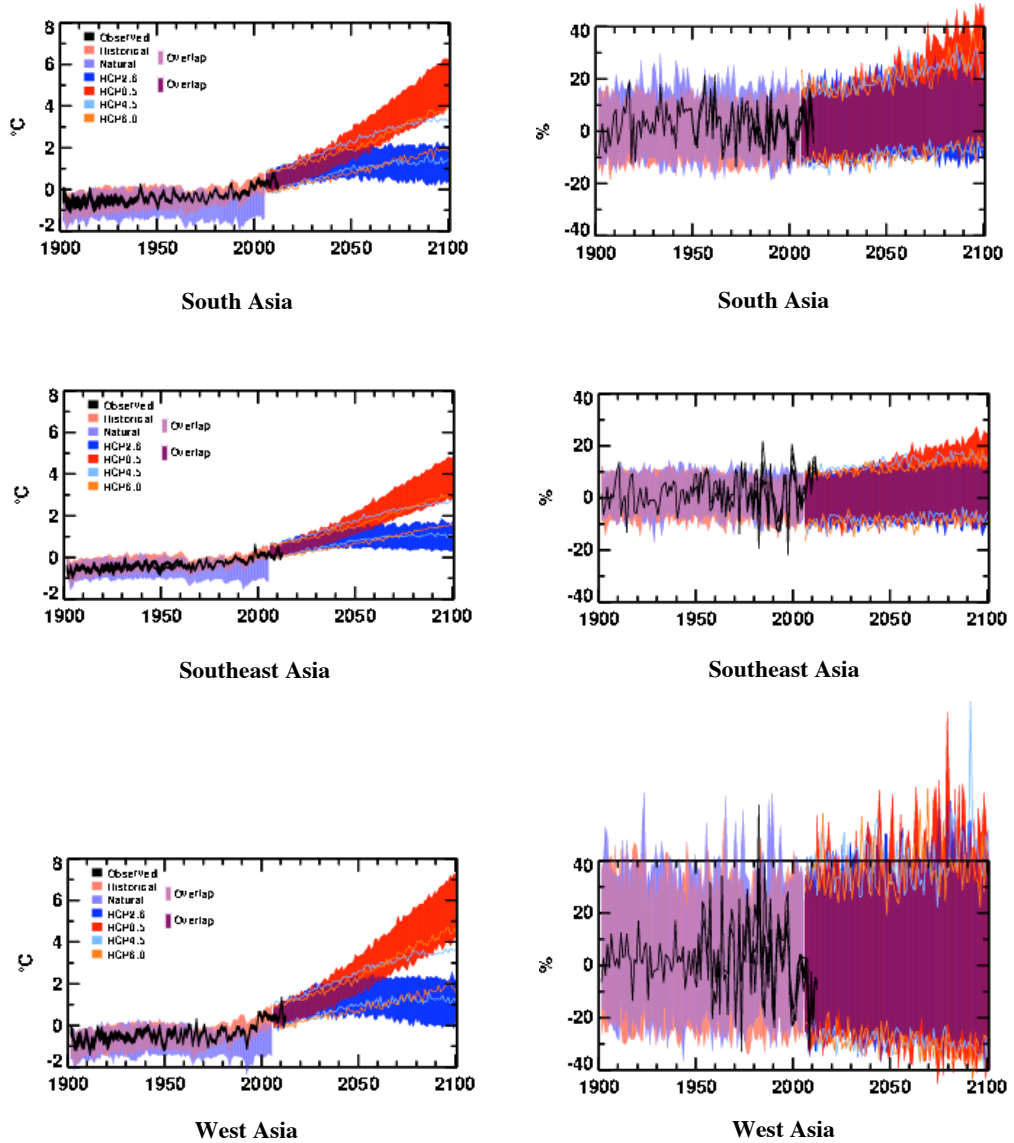 8
6
4
2
0
-2
°C
Observed
Historical
Natural
RCP2.6
RCP8.5
RCP4.5
RCP6.0
Overlap
Overlap
1900 1950 2000 2050 2100
South Asia
40
20
0
-20
-40
%
1900 1950 2000 2050 2100
South Asia
8
6
4
2
0
-2
°C
Observed
Historical
Natural
RCP2.6
RCP8.5
RCP4.5
RCP6.0
Overlap
Overlap
1900 1950 2000 2050 2100
Southeast Asia
40
20
0
-20
-40
%
1900 1950 2000 2050 2100
Southeast Asia
8
6
4
2
0
-2
°C
Observed
Historical
Natural
RCP2.6
RCP8.5
RCP4.5
RCP6.0
Overlap
Overlap
1900 1950 2000 2050 2100
West Asia
40
20
0
-20
-40
%
1900 1950 2000 2050 2100
West Asia